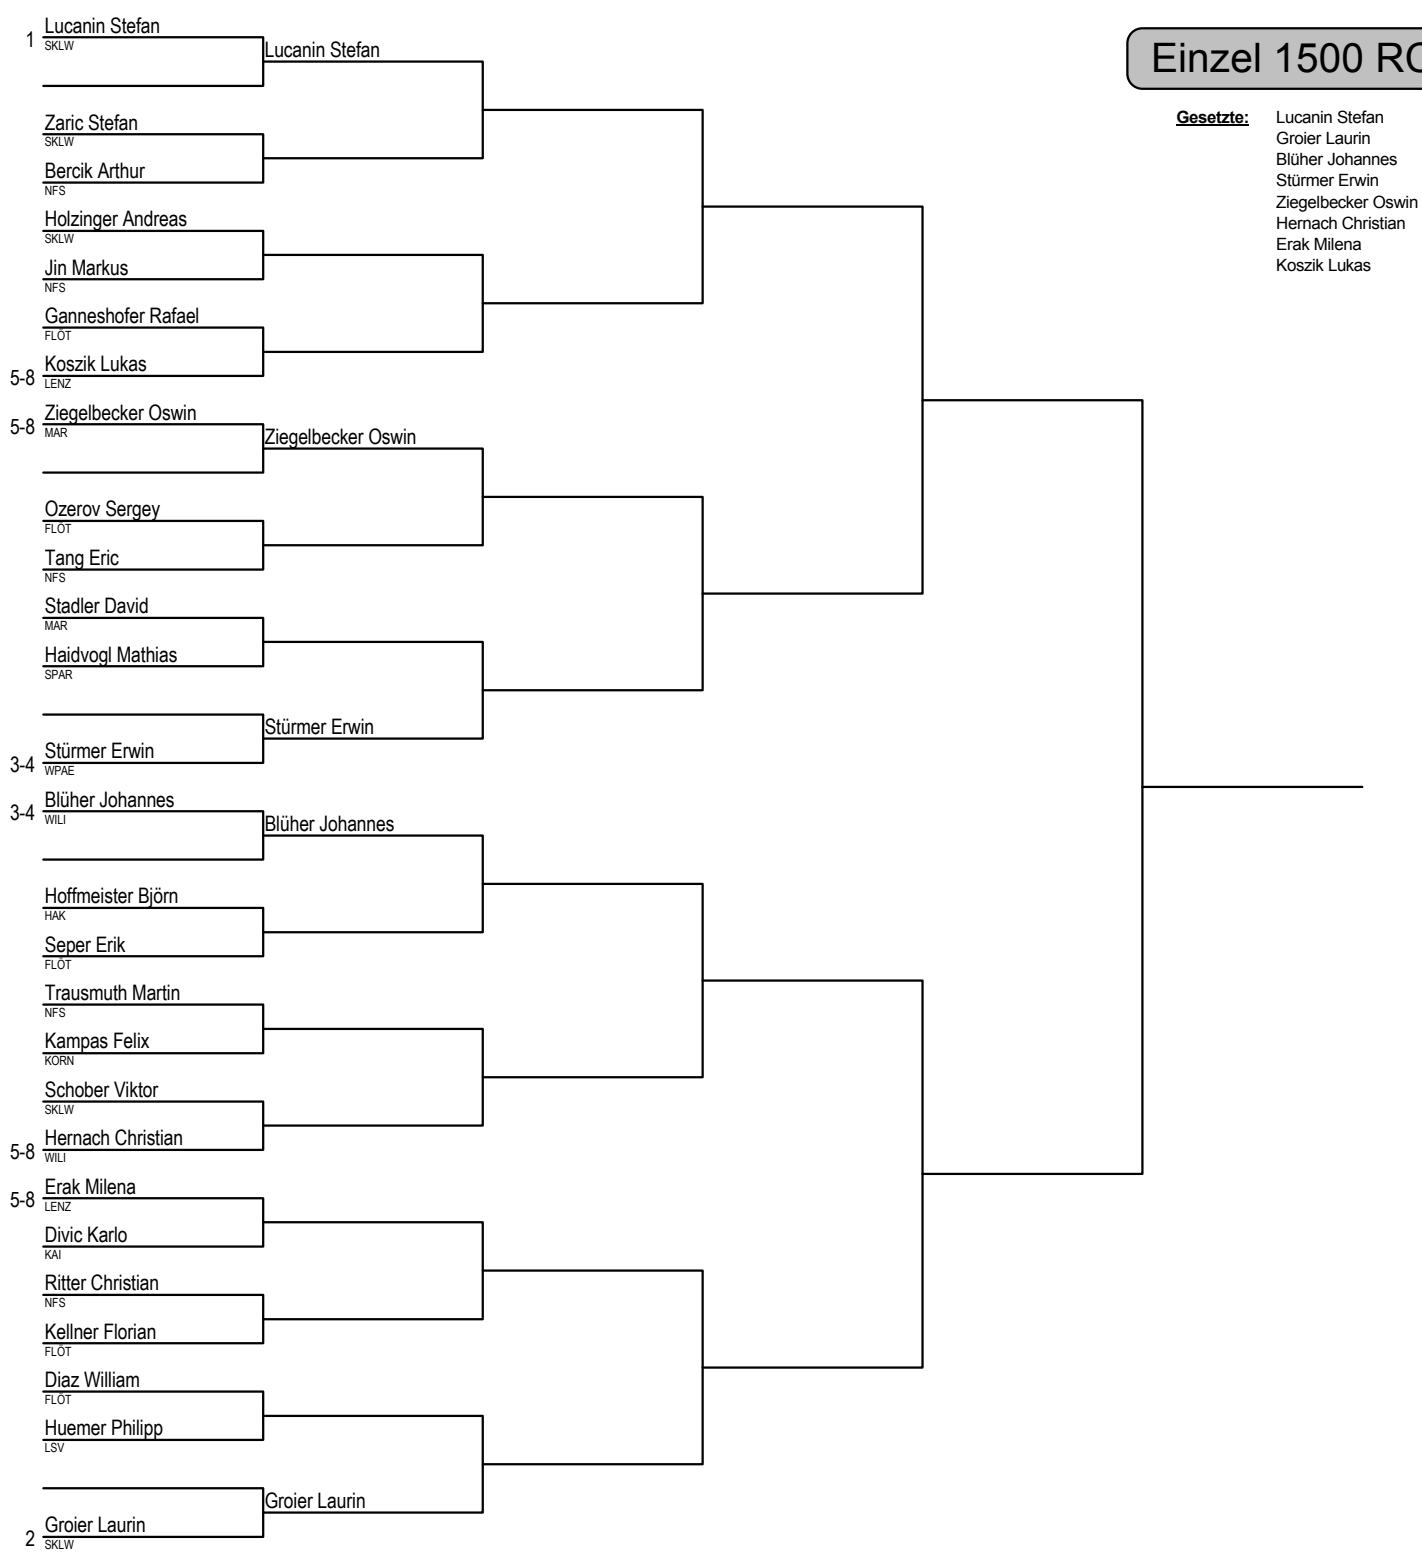 Lucanin Stefan
1
SKLW
Lucanin Stefan
Einzel 1500 RC
Gesetzte: Lucanin Stefan
Groier Laurin
Blüher Johannes
Stürmer Erwin
Ziegelbecker Oswin
Hernach Christian
Erak Milena
Koszik Lukas
Zaric Stefan
SKLW
Bercik Arthur
NFS
Holzinger Andreas
SKLW
Jin Markus
NFS
Ganneshofer Rafael
FLÖT
Koszik Lukas
5-8
LENZ
Ziegelbecker Oswin
5-8
MAR
Ziegelbecker Oswin
Ozerov Sergey
FLÖT
Tang Eric
NFS
Stadler David
MAR
Haidvogl Mathias
SPAR
Stürmer Erwin
Stürmer Erwin
3-4
WPAE
Blüher Johannes
3-4
WILI
Blüher Johannes
Hoffmeister Björn
HAK
Seper Erik
FLÖT
Trausmuth Martin
NFS
Kampas Felix
KORN
Schober Viktor
SKLW
Hernach Christian
5-8
WILI
Erak Milena
5-8
LENZ
Divic Karlo
KAI
Ritter Christian
NFS
Kellner Florian
FLÖT
Diaz William
FLÖT
Huemer Philipp
LSV
Groier Laurin
Groier Laurin
2
SKLW